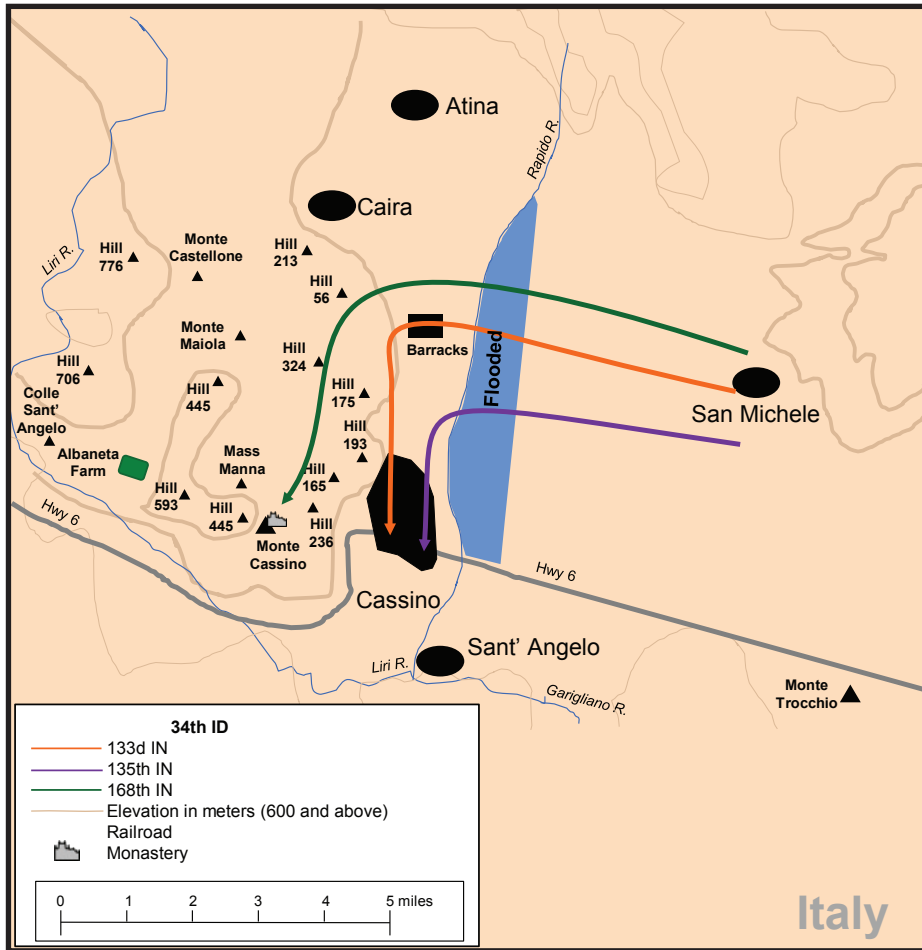 Atina
Rapido R.
Caira
Liri R.
Hill
776
Monte
Castellone
Hill
213
Hill
56
Monte
Maiola
Barracks
Flooded
Hill
324
Hill
706
Hill
445
Hill
175
San Michele
Colle
Sant'
Angelo
Albaneta
Farm
Mass
Manna
Hill
193
Hill
165
Hill
593
Hill
445
Hill
236
Monte
Cassino
Hwy 6
Hwy 6
Cassino
Sant' Angelo
Liri R.
Garigliano R.
Monte
Trocchio
34th ID
133d IN
135th IN
168th IN
Elevation in meters (600 and above)
Railroad
Monastery
0 1 2 3 4 5 miles
Italy